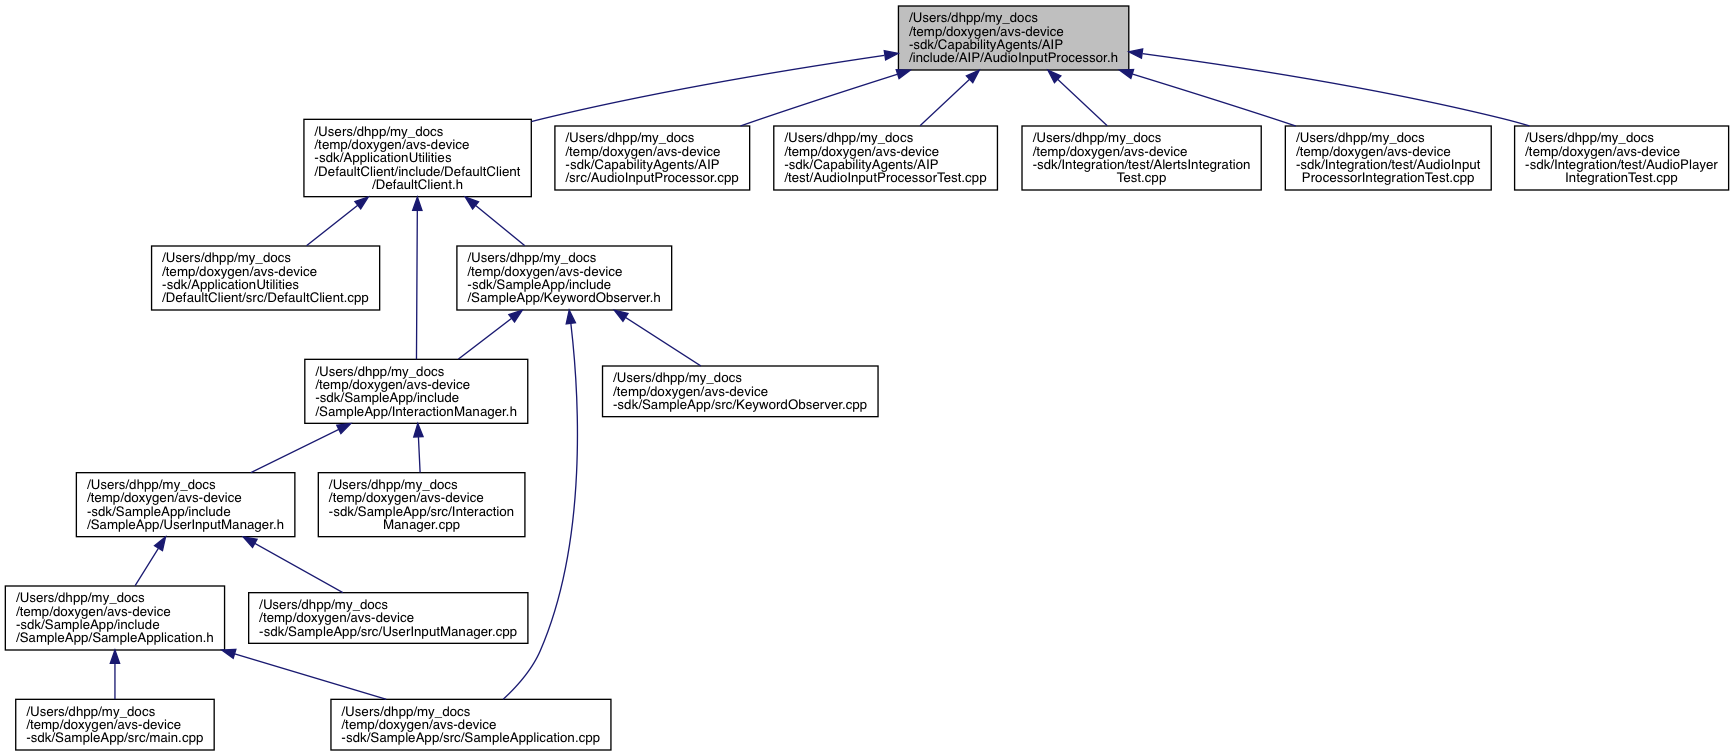 /Users/dhpp/my_docs
/temp/doxygen/avs-device
-sdk/CapabilityAgents/AIP
/include/AIP/AudioInputProcessor.h
/Users/dhpp/my_docs
/temp/doxygen/avs-device
-sdk/ApplicationUtilities
/DefaultClient/include/DefaultClient
/DefaultClient.h
/Users/dhpp/my_docs
/temp/doxygen/avs-device
-sdk/CapabilityAgents/AIP
/src/AudioInputProcessor.cpp
/Users/dhpp/my_docs
/temp/doxygen/avs-device
-sdk/CapabilityAgents/AIP
/test/AudioInputProcessorTest.cpp
/Users/dhpp/my_docs
/temp/doxygen/avs-device
-sdk/Integration/test/AlertsIntegration
Test.cpp
/Users/dhpp/my_docs
/temp/doxygen/avs-device
-sdk/Integration/test/AudioInput
ProcessorIntegrationTest.cpp
/Users/dhpp/my_docs
/temp/doxygen/avs-device
-sdk/Integration/test/AudioPlayer
IntegrationTest.cpp
/Users/dhpp/my_docs
/temp/doxygen/avs-device
-sdk/ApplicationUtilities
/DefaultClient/src/DefaultClient.cpp
/Users/dhpp/my_docs
/temp/doxygen/avs-device
-sdk/SampleApp/include
/SampleApp/KeywordObserver.h
/Users/dhpp/my_docs
/temp/doxygen/avs-device
-sdk/SampleApp/include
/SampleApp/InteractionManager.h
/Users/dhpp/my_docs
/temp/doxygen/avs-device
-sdk/SampleApp/src/KeywordObserver.cpp
/Users/dhpp/my_docs
/temp/doxygen/avs-device
-sdk/SampleApp/include
/SampleApp/UserInputManager.h
/Users/dhpp/my_docs
/temp/doxygen/avs-device
-sdk/SampleApp/src/Interaction
Manager.cpp
/Users/dhpp/my_docs
/temp/doxygen/avs-device
-sdk/SampleApp/include
/SampleApp/SampleApplication.h
/Users/dhpp/my_docs
/temp/doxygen/avs-device
-sdk/SampleApp/src/UserInputManager.cpp
/Users/dhpp/my_docs
/temp/doxygen/avs-device
-sdk/SampleApp/src/main.cpp
/Users/dhpp/my_docs
/temp/doxygen/avs-device
-sdk/SampleApp/src/SampleApplication.cpp